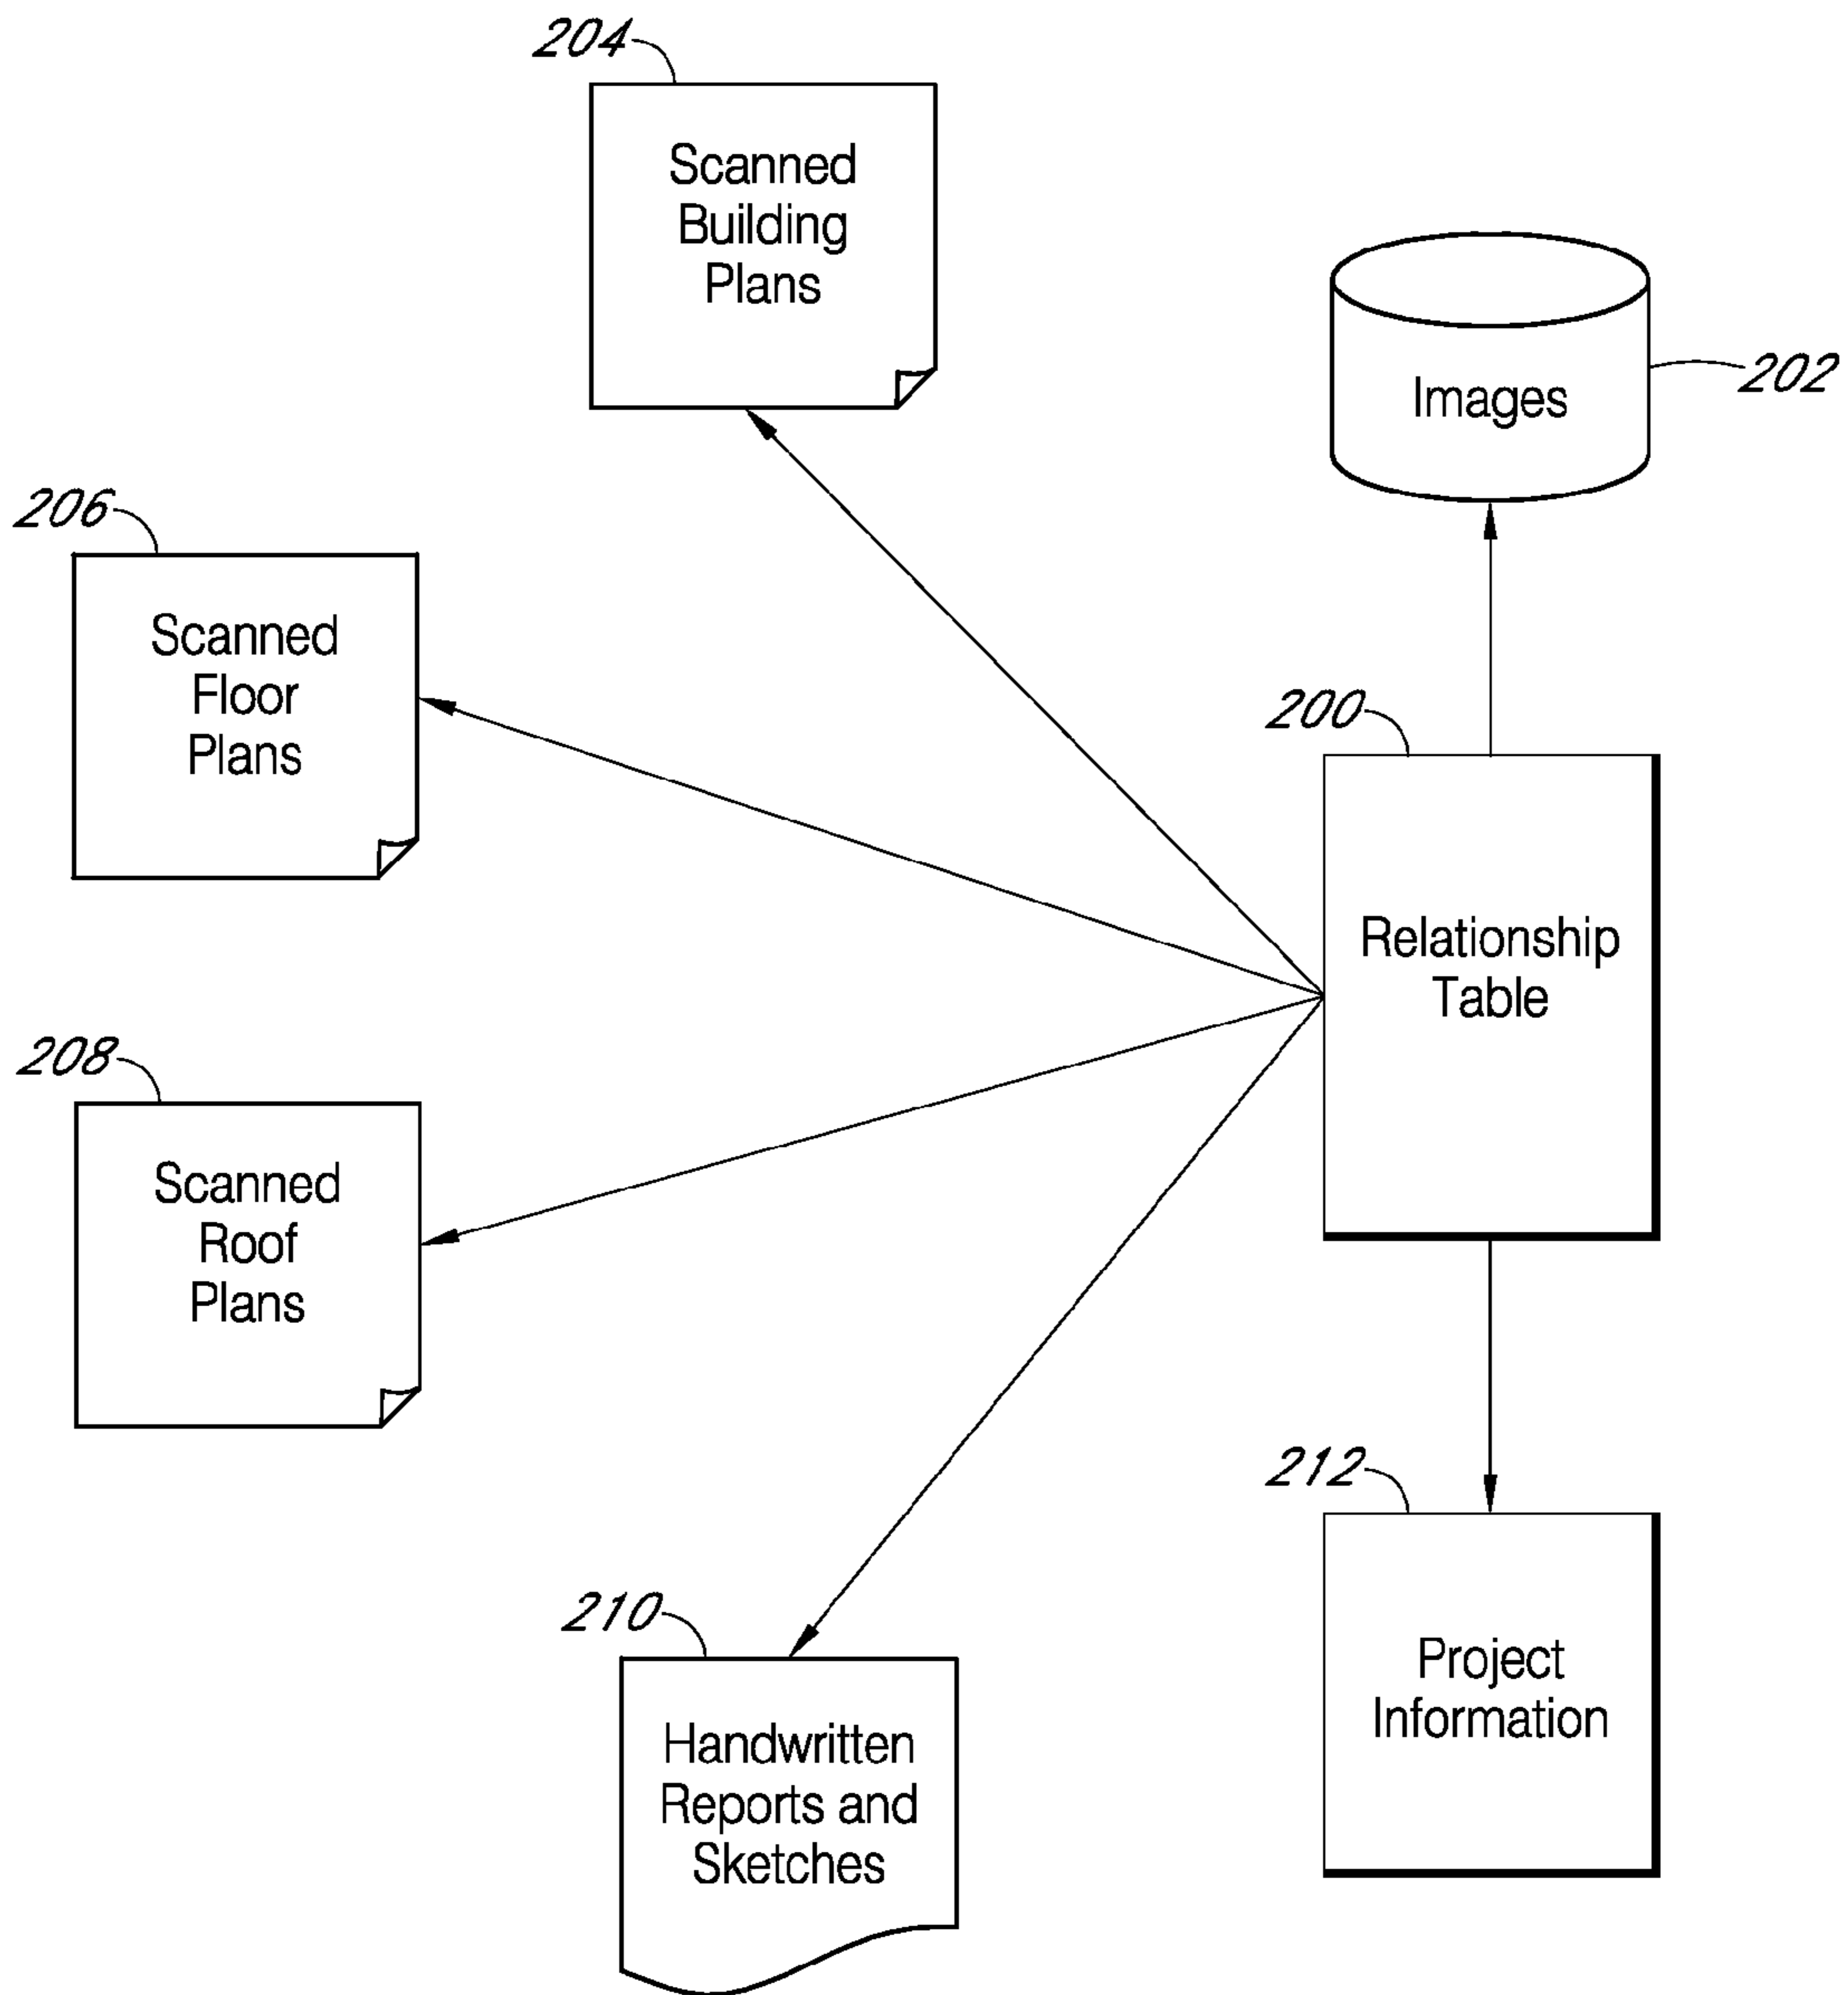 204
Scanned
Building
Plans
Images
202
206
Scanned
Floor
Plans
200
Relationship
Table
208
Scanned
Roof
Plans
212
Project
Information
210
Handwritten
Reports and
Sketches